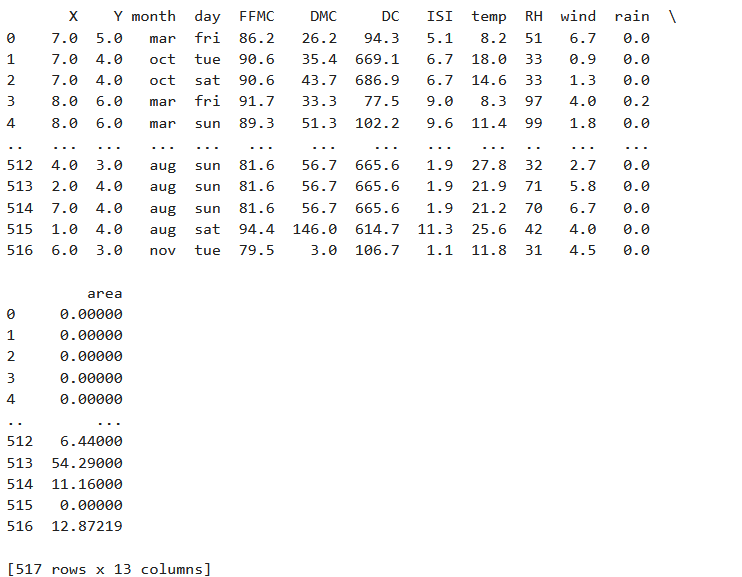 X Y month day FFMC DMC DC ISI temp RH wind rain \
0 7.0 5.0 mar fri 86.2 26.2 94.3 5.1 8.2 51 6.7 0.0
1 7.0 4.0 oct tue 90.6 35.4 669.1 6.7 18.0 33 0.9 0.0
2 7.0 4.0 oct sat 90.6 43.7 686.9 6.7 14.6 33 1.3 0.0
3 8.0 6.0 mar fri 91.7 33.3 77.5 9.0 8.3 97 4.0 0.2
4 8.0 6.0 mar sun 89.3 51.3 102.2 9.6 11.4 99 1.8 0.0
.. ... ... ... ... ... ... ... ... ... .. ... ...
512 4.0 3.0 aug sun 81.6 56.7 665.6 1.9 27.8 32 2.7 0.0
513 2.0 4.0 aug sun 81.6 56.7 665.6 1.9 21.9 71 5.8 0.0
514 7.0 4.0 aug sun 81.6 56.7 665.6 1.9 21.2 70 6.7 0.0
515 1.0 4.0 aug sat 94.4 146.0 614.7 11.3 25.6 42 4.0 0.0
516 6.0 3.0 nov tue 79.5 3.0 106.7 1.1 11.8 31 4.5 0.0
area
0 0.00000
1 0.00000
2 0.00000
3 0.00000
4 0.00000
.. ...
512 6.44000
513 54.29000
514 11.16000
515 0.00000
516 12.87219
[517 rows x 13 columns]